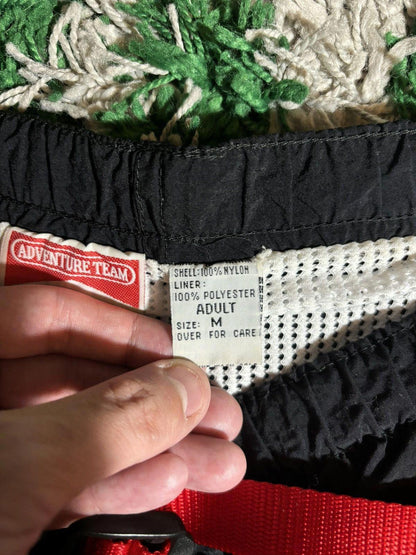 ADVENTURE TEAM
SHELL:100% NYLON
LINER:
100% POLYESTER
ADULT
SIZE: M
OVER FOR CARE